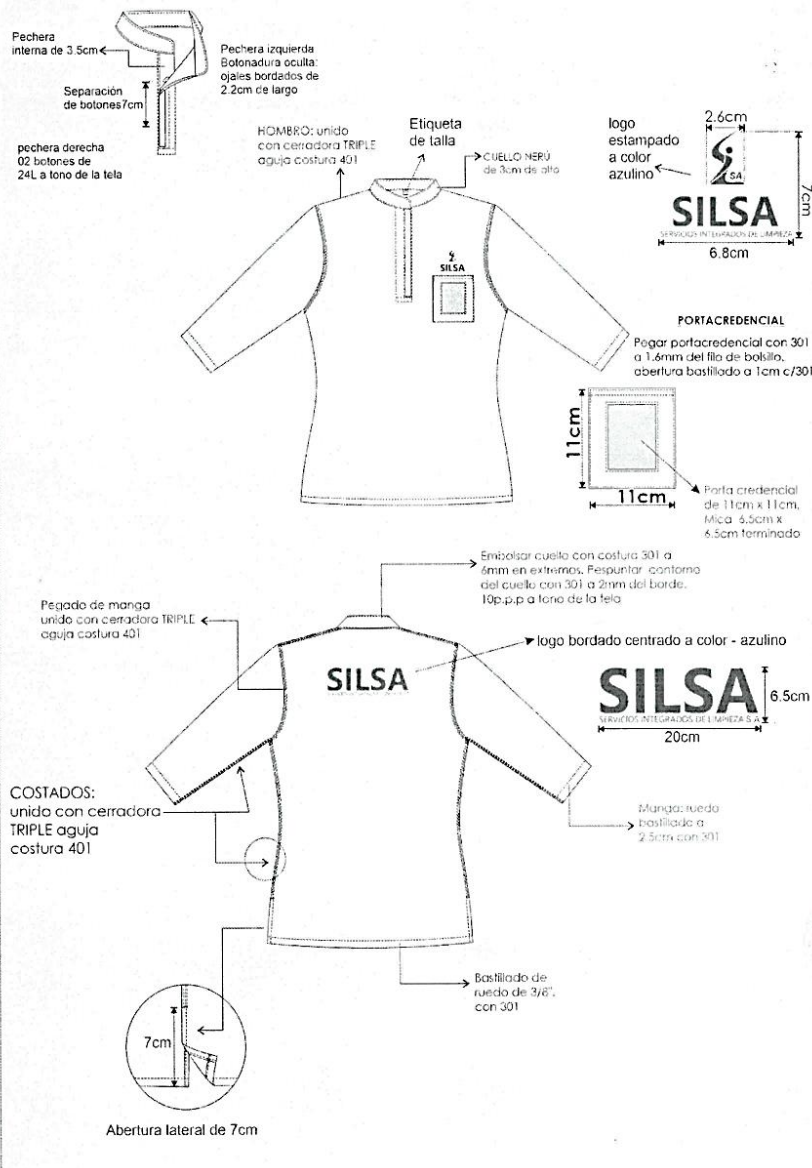 Pechera
interna de 3.5cm
Pechera izquierda
Botonadura oculta:
ojales bordados de
2.2cm de largo
Separación
de botones7cm
pechera derecha
02 botones de
24L a tono de la tela
HOMBRO: unido
con cerradora TRIPLE
aguja costura 401
Etiqueta
de talla
CUELLO NERÚ
de 3cm de alto
logo
estampado
a color
azulino
2.6cm
SA
7cm
SILSA
SERVICIOS INTEGRADOS DE LIMPIEZA
6.8cm
SILSA
PORTACREDENCIAL
Pegar portacredencial con 301
a 1.6mm del filo de bolsillo.
abertura bastillado a 1cm c/301
11cm
11cm
Porta credencial
de 11cm x 11cm.
Mica 6.5cm x
6.5cm terminado
Embolsar cuello con costura 301 a
6mm en extremos. Pespuntar contorno
del cuello con 301 a 2mm del borde.
10p.p.p a tono de la tela
Pegado de manga
unido con cerradora TRIPLE
aguja costura 401
logo bordado centrado a color - azulino
SILSA
SILSA
SERVICIOS INTEGRADOS DE LIMPIEZA S.A
6.5cm
20cm
COSTADOS:
unido con cerradora
TRIPLE aguja
costura 401
Manga: ruedo
bastillado a
2.5cm con 301
Bastillado de
ruedo de 3/8".
con 301
7cm
Abertura lateral de 7cm